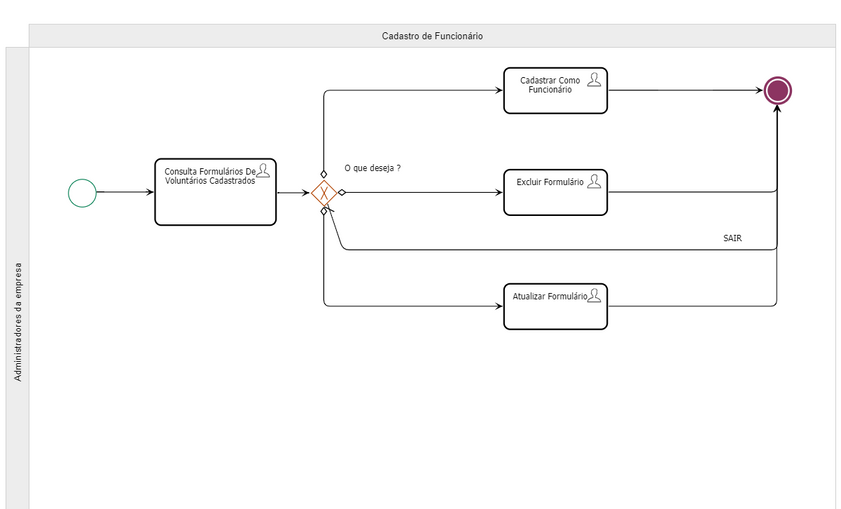 Cadastro de Funcionário
Administradores da empresa
Consulta Formulários De
Voluntários Cadastrados
X
O que deseja ?
Cadastrar Como
Funcionário
Excluir Formulário
SAIR
Atualizar Formulário